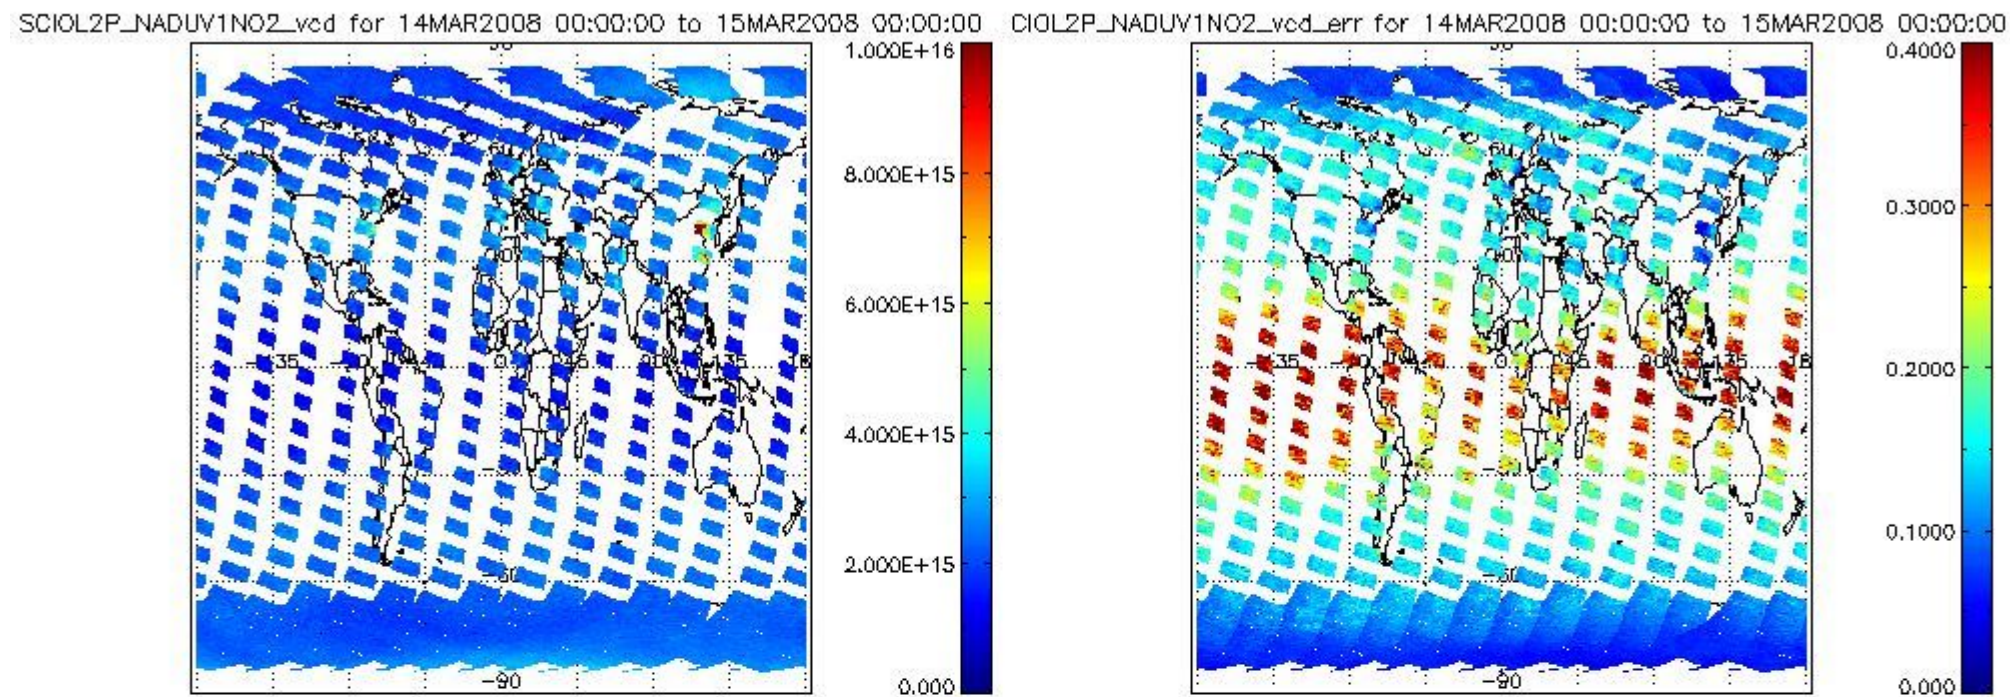 SCIOL2P_NADUV1NO2_vcd for 14MAR2008 00:00:00 to 15MAR2008 00:00:00
CIOL2P_NADUV1NO2_vcd_err for 14MAR2008 00:00:00 to 15MAR2008 00:00:00
1.000E+16
8.000E+15
6.000E+15
4.000E+15
2.000E+15
0.000
-90
0.4000
0.3000
0.2000
0.1000
0.000
-90